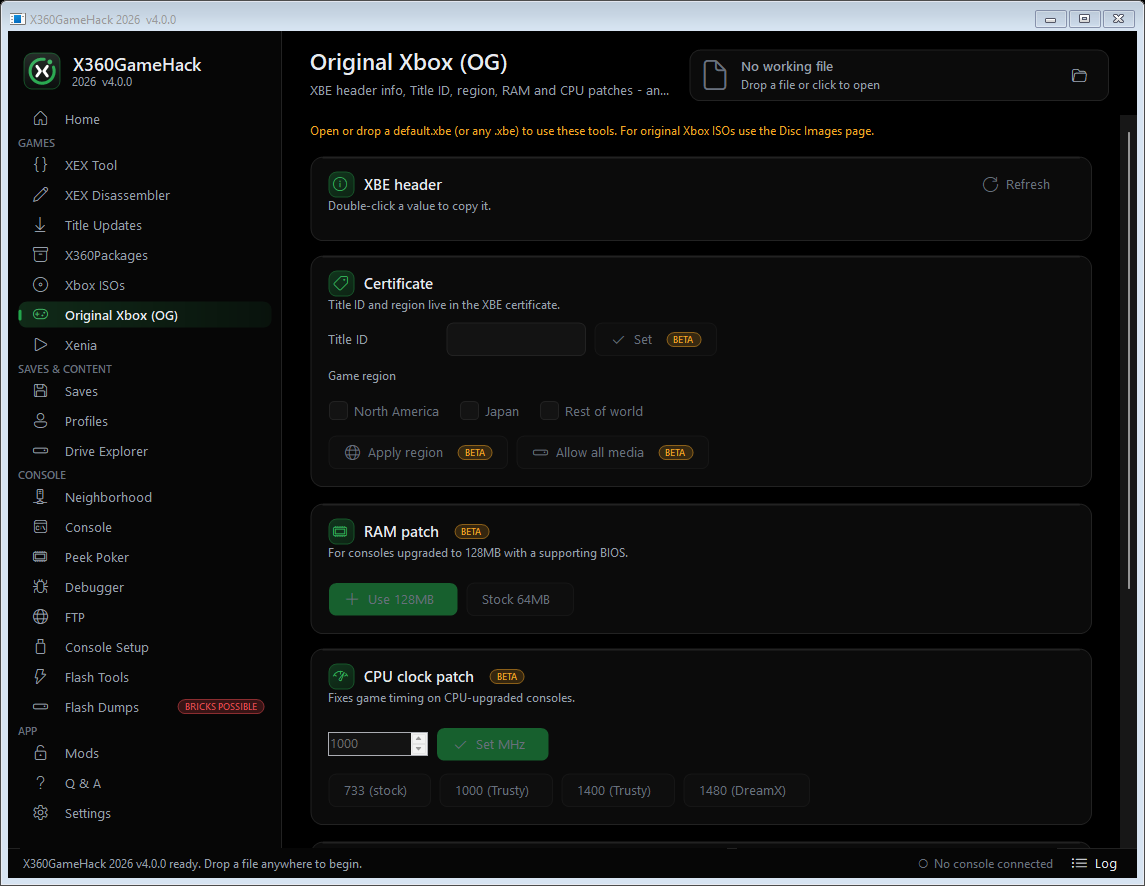 X360GameHack 2026 v4.0.0
X360GameHack
2026 v4.0.0
Home
GAMES
XEX Tool
XEX Disassembler
Title Updates
X360Packages
Xbox ISOs
Original Xbox (OG)
Xenia
SAVES & CONTENT
Saves
Profiles
Drive Explorer
CONSOLE
Neighborhood
Console
Peek Poker
Debugger
FTP
Console Setup
Flash Tools
Flash Dumps BRICKS POSSIBLE
APP
Mods
Q & A
Settings
Original Xbox (OG)
XBE header info, Title ID, region, RAM and CPU patches - an...
No working file
Drop a file or click to open
Open or drop a default.xbe (or any .xbe) to use these tools. For original Xbox ISOs use the Disc Images page.
XBE header
Refresh
Double-click a value to copy it.
Certificate
Title ID and region live in the XBE certificate.
Title ID Set BETA
Game region
North America Japan Rest of world
Apply region BETA Allow all media BETA
RAM patch BETA
For consoles upgraded to 128MB with a supporting BIOS.
Use 128MB Stock 64MB
CPU clock patch BETA
Fixes game timing on CPU-upgraded consoles.
1000 Set MHz
733 (stock) 1000 (Trusty) 1400 (Trusty) 1480 (DreamX)
X360GameHack 2026 v4.0.0 ready. Drop a file anywhere to begin.
No console connected Log